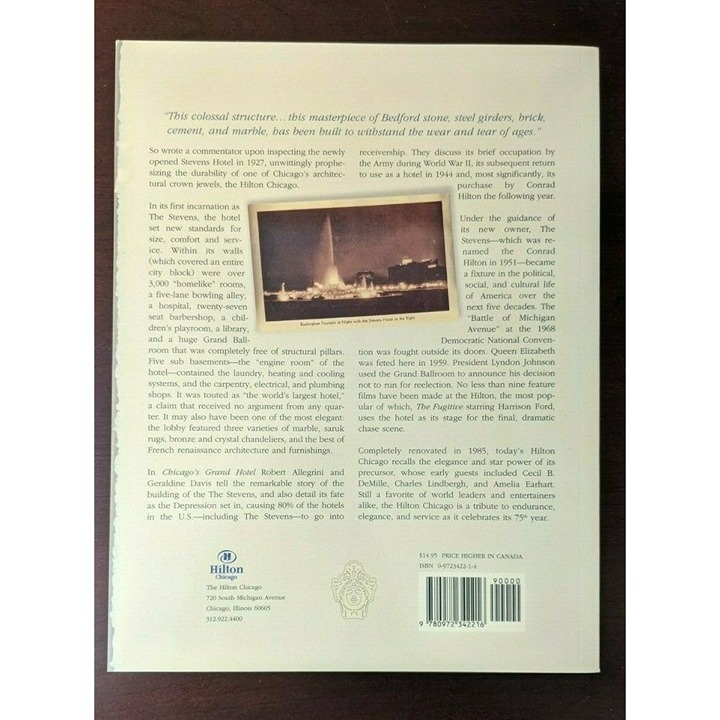 "This colossal structure... this masterpiece of Bedford stone, steel girders, brick,
cement, and marble, has been built to withstand the wear and tear of ages."
So wrote a commentator upon inspecting the newly
opened Stevens Hotel in 1927, unwittingly prophe-
sizing the durability of one of Chicago's architec-
tural crown jewels, the Hilton Chicago.
In its first incarnation as
The Stevens, the hotel
set new standards for
size, comfort and serv-
ice. Within its walls
(which covered an entire
city block) were over
3,000 "homelike" rooms,
a five-lane bowling alley,
a hospital, twenty-seven
seat barbershop, a chil-
dren's playroom, a library,
and a huge Grand Ball-
room that was completely free of structural pillars.
Five sub basements—the "engine room" of the
hotel—contained the laundry, heating and cooling
systems, and the carpentry, electrical, and plumbing
shops. It was touted as "the world's largest hotel,"
a claim that received no argument from any quar-
ter. It may also have been one of the most elegant:
the lobby featured three varieties of marble, saruk
rugs, bronze and crystal chandeliers, and the best of
French renaissance architecture and furnishings.
In Chicago's Grand Hotel Robert Allegrini and
Geraldine Davis tell the remarkable story of the
building of the The Stevens, and also detail its fate
as the Depression set in, causing 80% of the hotels
in the U.S.—including The Stevens—to go into
receivership. They discuss its brief occupation by
the Army during World War II, its subsequent return
to use as a hotel in 1944 and, most significantly, its
purchase by Conrad
Hilton the following year.
Under the guidance of
its new owner, The
Stevens—which was re-
named the Conrad
Hilton in 1951—became
a fixture in the political,
social, and cultural life
of America over the
next five decades. The
"Battle of Michigan
Avenue" at the 1968
Democratic National Conven-
tion was fought outside its doors. Queen Elizabeth
was feted here in 1959. President Lyndon Johnson
used the Grand Ballroom to announce his decision
not to run for reelection. No less than nine feature
films have been made at the Hilton, the most pop-
ular of which, The Fugitive starring Harrison Ford,
uses the hotel as its stage for the final, dramatic
chase scene.
Completely renovated in 1985, today's Hilton
Chicago recalls the elegance and star power of its
precursor, whose early guests included Cecil B.
DeMille, Charles Lindbergh, and Amelia Earhart.
Still a favorite of world leaders and entertainers
alike, the Hilton Chicago is a tribute to endurance,
elegance, and service as it celebrates its 75th year.
Buckingham Fountain at Night with the Stevens Hotel in the Right
H
Hilton
Chicago
The Hilton Chicago
720 South Michigan Avenue
Chicago, Illinois 60605
312.922.4400
$14.95 PRICE HIGHER IN CANADA
ISBN 0-9723422-1-4
90000
9 780972 342216